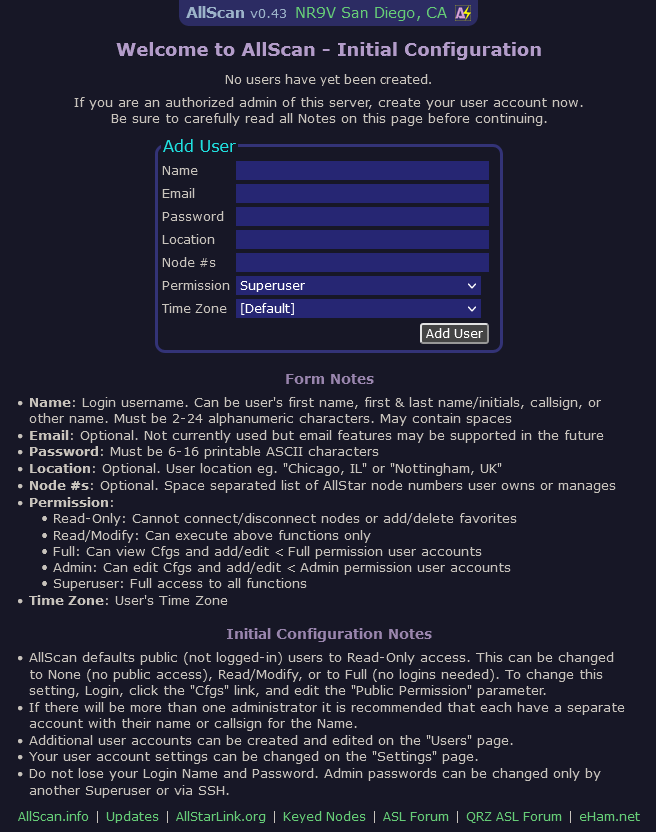 AllScan v0.43 NR9V San Diego, CA
Welcome to AllScan - Initial Configuration
No users have yet been created.
If you are an authorized admin of this server, create your user account now.
Be sure to carefully read all Notes on this page before continuing.
Add User
Name
Email
Password
Location
Node #s
Permission Superuser
Time Zone [Default]
Add User
Form Notes
• Name: Login username. Can be user's first name, first & last name/initials, callsign, or
other name. Must be 2-24 alphanumeric characters. May contain spaces
• Email: Optional. Not currently used but email features may be supported in the future
• Password: Must be 6-16 printable ASCII characters
• Location: Optional. User location eg. "Chicago, IL" or "Nottingham, UK"
• Node #s: Optional. Space separated list of AllStar node numbers user owns or manages
• Permission:
• Read-Only: Cannot connect/disconnect nodes or add/delete favorites
• Read/Modify: Can execute above functions only
• Full: Can view Cfgs and add/edit < Full permission user accounts
• Admin: Can edit Cfgs and add/edit < Admin permission user accounts
• Superuser: Full access to all functions
• Time Zone: User's Time Zone
Initial Configuration Notes
• AllScan defaults public (not logged-in) users to Read-Only access. This can be changed
to None (no public access), Read/Modify, or to Full (no logins needed). To change this
setting, Login, click the "Cfgs" link, and edit the "Public Permission" parameter.
• If there will be more than one administrator it is recommended that each have a separate
account with their name or callsign for the Name.
• Additional user accounts can be created and edited on the "Users" page.
• Your user account settings can be changed on the "Settings" page.
• Do not lose your Login Name and Password. Admin passwords can be changed only by
another Superuser or via SSH.
AllScan.info | Updates | AllStarLink.org | Keyed Nodes | ASL Forum | QRZ ASL Forum | eHam.net